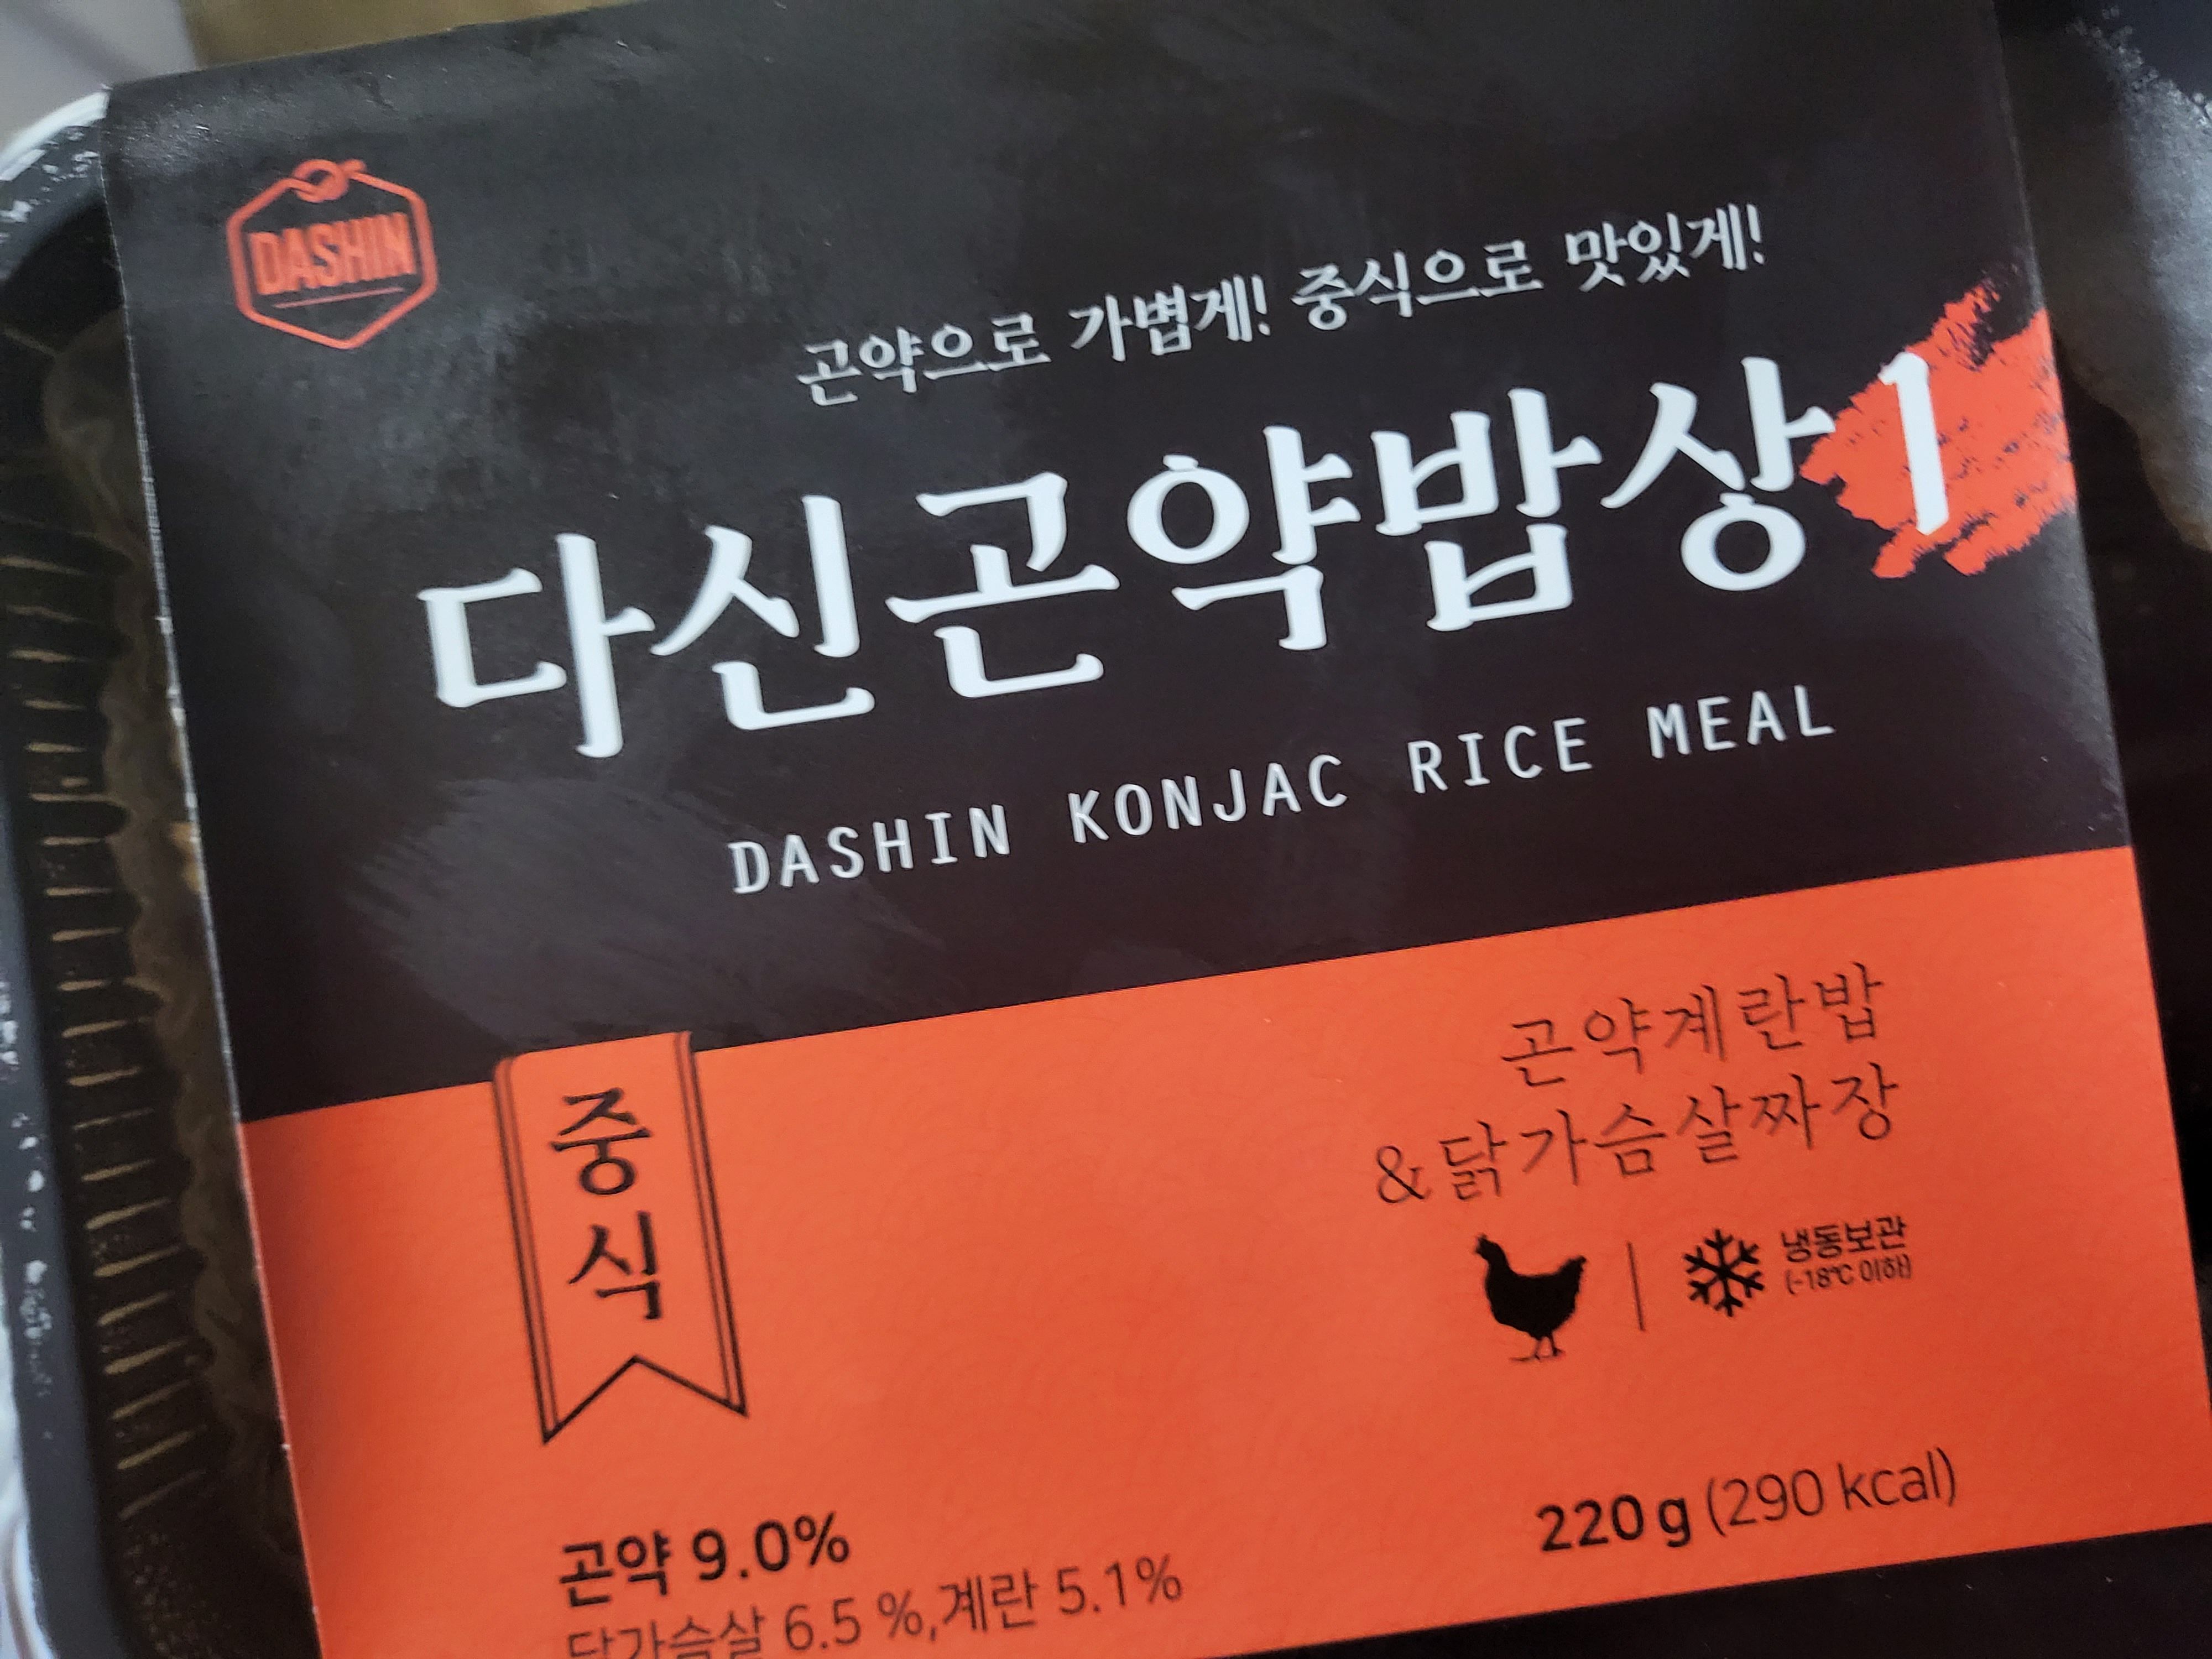 DASHIN
곤약으로 가볍게! 중식으로 맛있게!
다신곤약밥상1
DASHIN KONJAC RICE MEAL
중식
곤약계란밥
&닭가슴살짜장
냉동보관
(-18℃ 이하)
220 g (290 kcal)
곤약 9.0%
닭가슴살 6.5 %,계란 5.1%